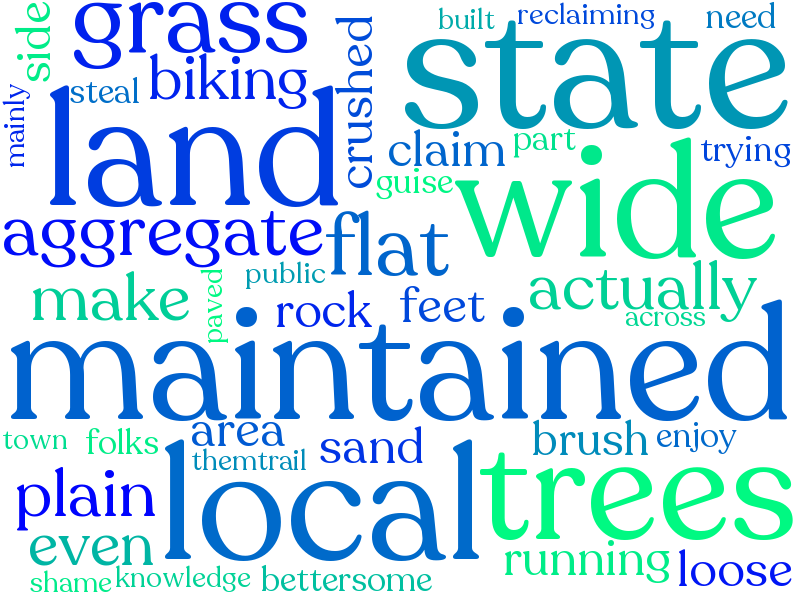 built reclaiming need
side grass crushed state
mainly steal biking
land claim part trying
guise wide
aggregate flat
public actually
make paved rock feet across
maintained
town folks area sand brush enjoy
themtrail
plain local trees
even running loose
shame knowledge bettersome